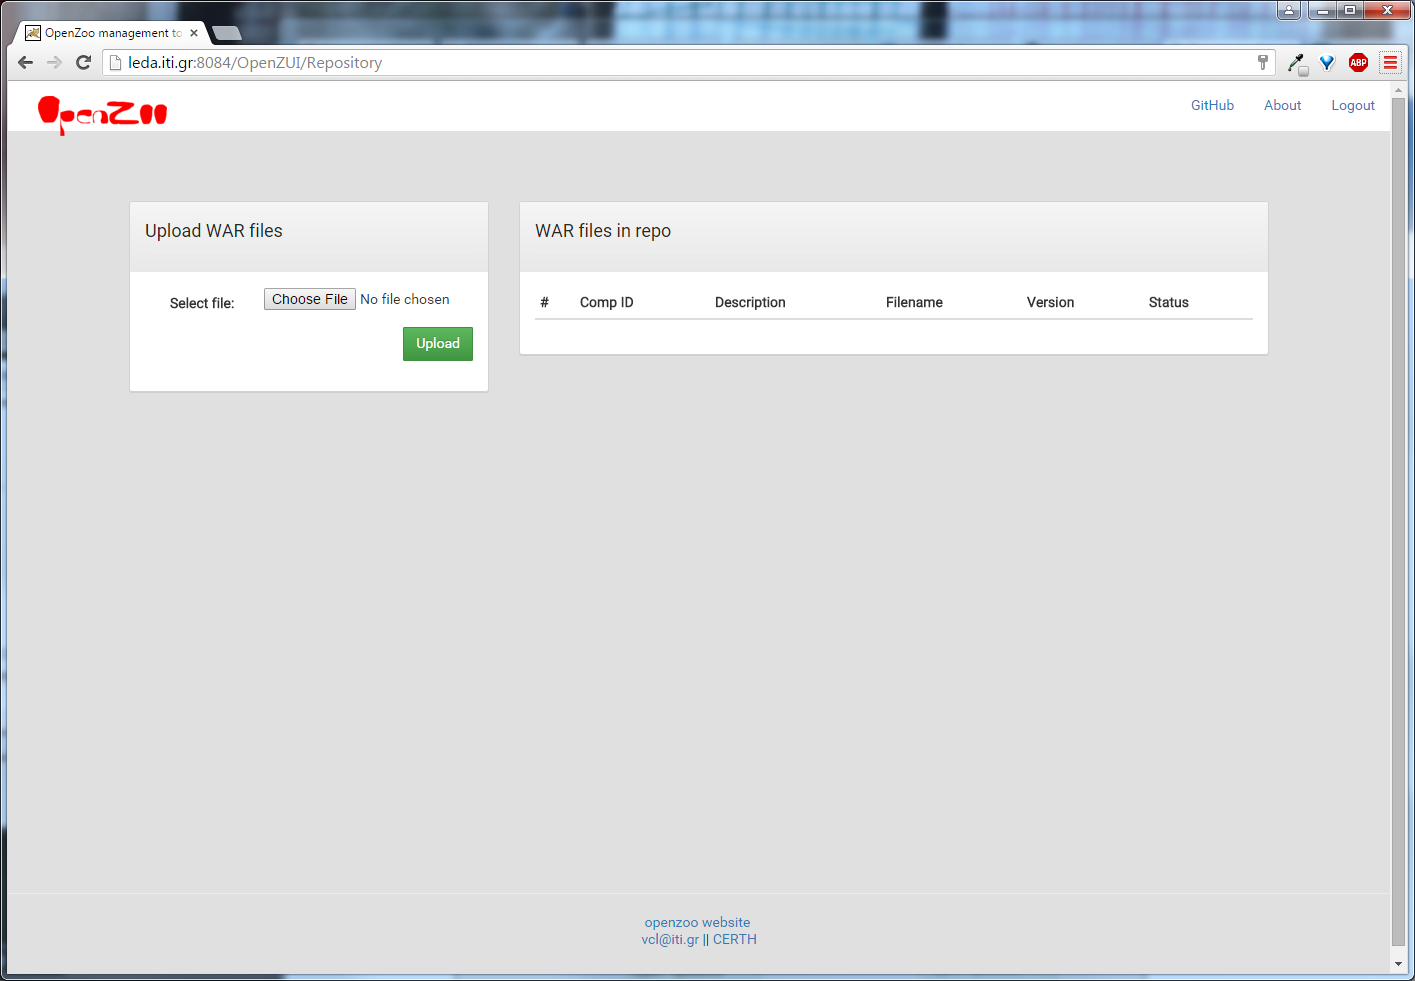 OpenZoo management to
leda.iti.gr:8084/OpenZUI/Repository
ABP
OpenZoo
GitHub About Logout
Upload WAR files
Select file: Choose File No file chosen
Upload
WAR files in repo
# Comp ID Description Filename Version Status
openzoo website
vcl@iti.gr || CERTH